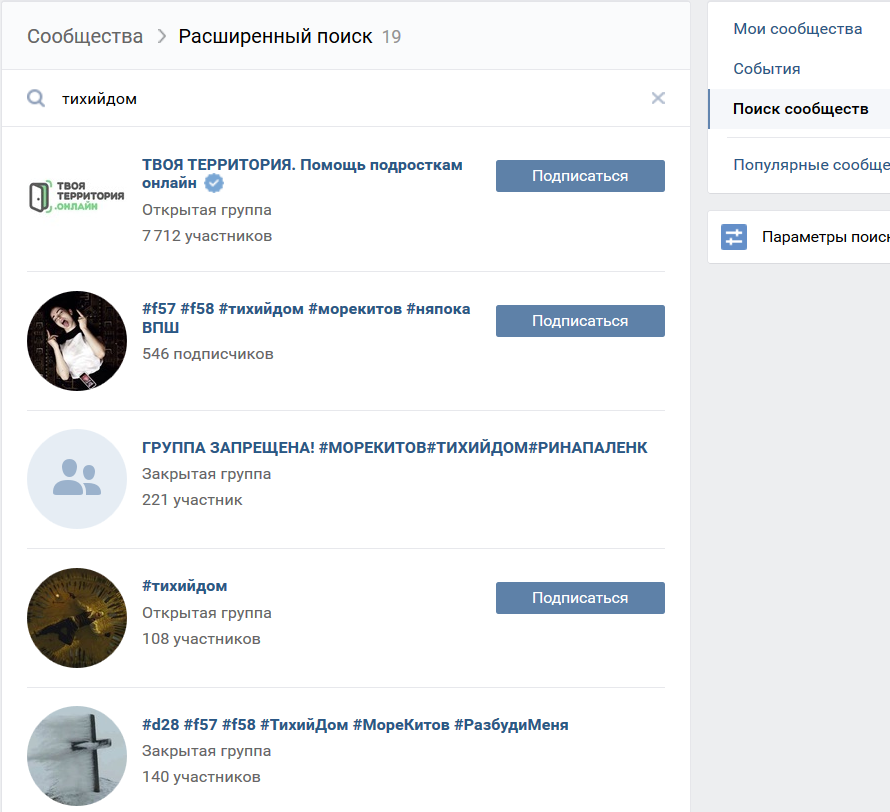 Сообщества > Расширенный поиск 19
Мои сообщества
События
Поиск сообществ
Популярные сообще
Параметры поиск
тихийдом
ТВОЯ
ТЕРРИТОРИЯ
.ОНЛАЙН
ТВОЯ ТЕРРИТОРИЯ. Помощь подросткам
онлайн
Открытая группа
7 712 участников
Подписаться
#f57 #f58 #тихийдом #морекитов #няпока
ВПШ
546 подписчиков
Подписаться
ГРУППА ЗАПРЕЩЕНА! #МОРЕКИТОВ#ТИХИЙДОМ#РИНАПАЛЕНК
Закрытая группа
221 участник
#тихийдом
Открытая группа
108 участников
Подписаться
#d28 #f57 #f58 #ТихийДом #МореКитов #РазбудиМеня
Закрытая группа
140 участников